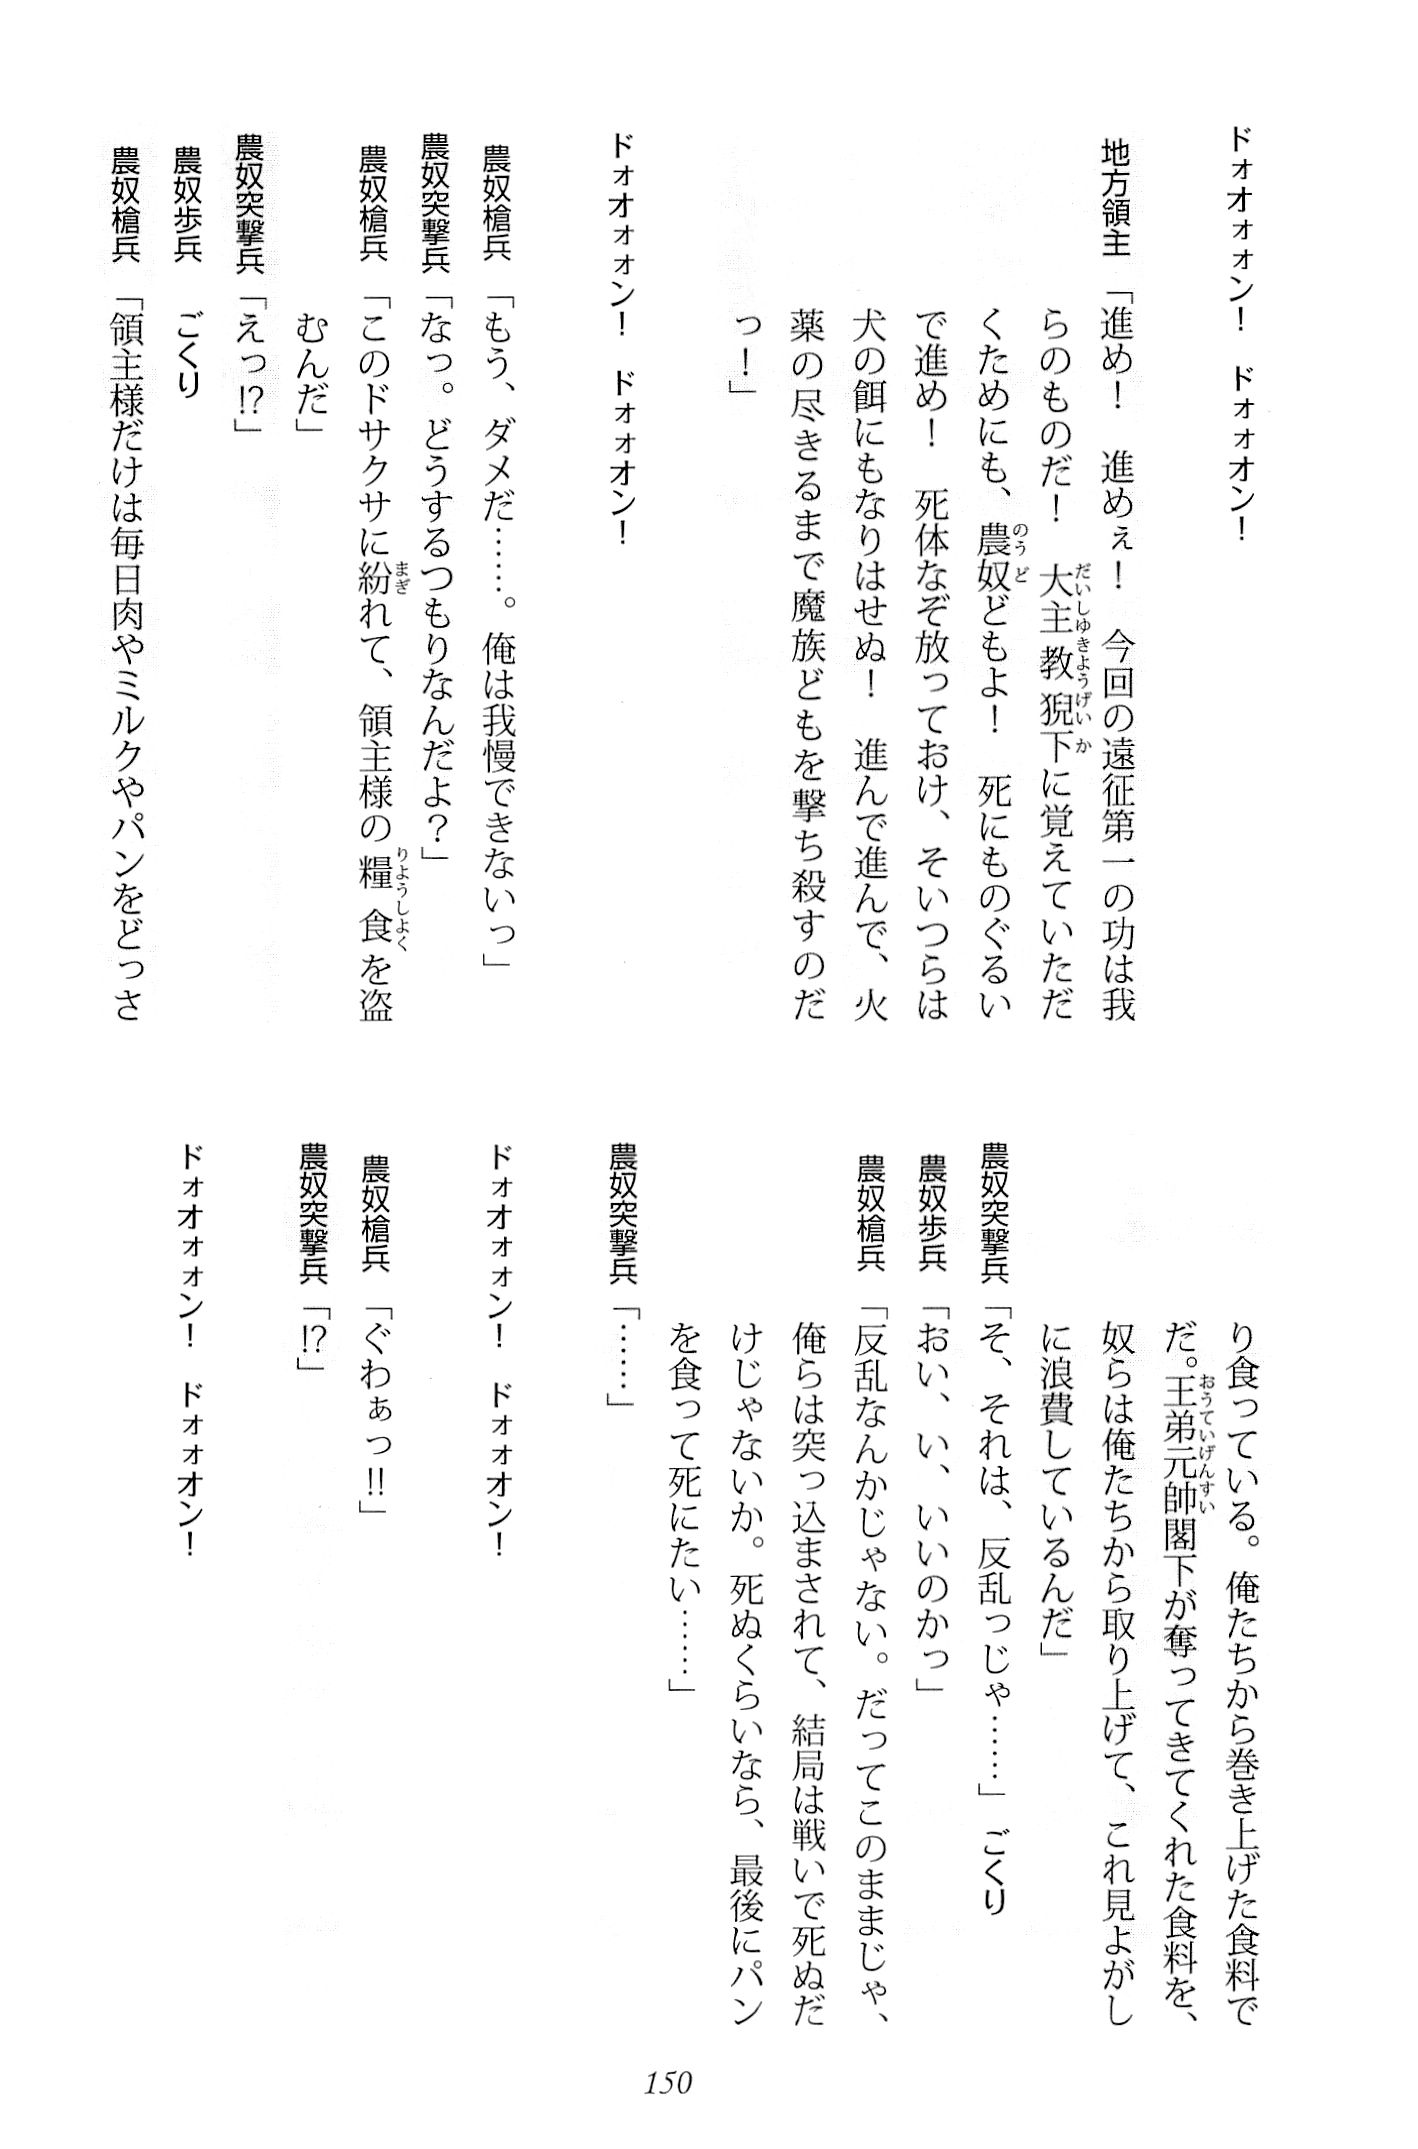 ドォオォォン！　ドォォオン！
地方領主「進め！　進めぇ！　今回の遠征第一の功は我
らのものだ！　大主教猊下に覚えていただ
くためにも、農奴どもよ！　死にものぐるい
で進め！　死体なぞ放っておけ、そいつらは
犬の餌にもなりはせぬ！　進んで進んで、火
薬の尽きるまで魔族どもを撃ち殺すのだ
っ！」
ドォオォォン！　ドォォオン！
農奴槍兵「もう、ダメだ……。俺は我慢できないっ」
農奴突撃兵「なっ。どうするつもりなんだよ？」
農奴槍兵「このドサクサに紛れて、領主様の糧食を盗
むんだ」
農奴突撃兵「えっ!?」
農奴歩兵　ごくり
農奴槍兵「領主様だけは毎日肉やミルクやパンをどっさ
り食っている。俺たちから巻き上げた食料で
だ。王弟元帥閣下が奪ってきてくれた食料を、
奴らは俺たちから取り上げて、これ見よがし
に浪費しているんだ」
農奴突撃兵「そ、それは、反乱っじゃ……」ごくり
農奴歩兵「おい、い、いいのかっ」
農奴槍兵「反乱なんかじゃない。だってこのままじゃ、
俺らは突っ込まされて、結局は戦いで死ぬだ
けじゃないか。死ぬくらいなら、最後にパン
を食って死にたい……」
農奴突撃兵「……」
ドォオォォン！　ドォォオン！
農奴槍兵「ぐわぁっ!!」
農奴突撃兵「!?」
ドォオォォン！　ドォォオン！
150